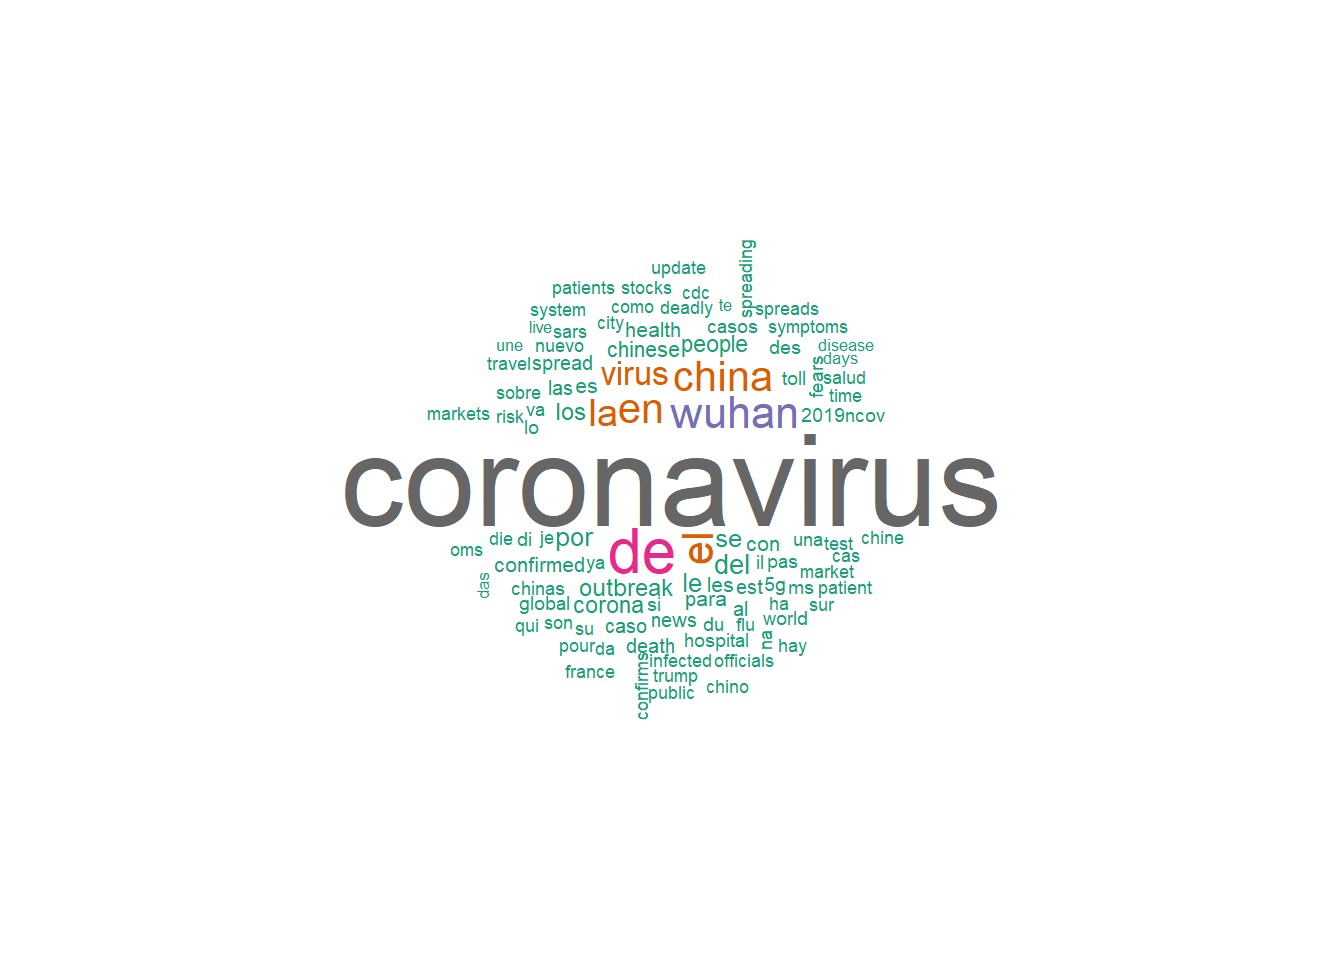 update
spreading
patients stocks cdc
system como deadly te spreads
live sars city health casos symptoms
une nuevo chinese people des disease
travel spread virus china toll fears days
sobre las es salud
time
markets risk va los la en wuhan 2019ncov
lo
coronavirus
oms die di je por de el se con una test chine
confirmed ya del il pas cas
market
das chinas outbreak le les est 5g ms patient
global corona si para al ha sur
qui son su caso news du flu world
pour da death hospital na hay
france confirms infected officials
trump
public chino